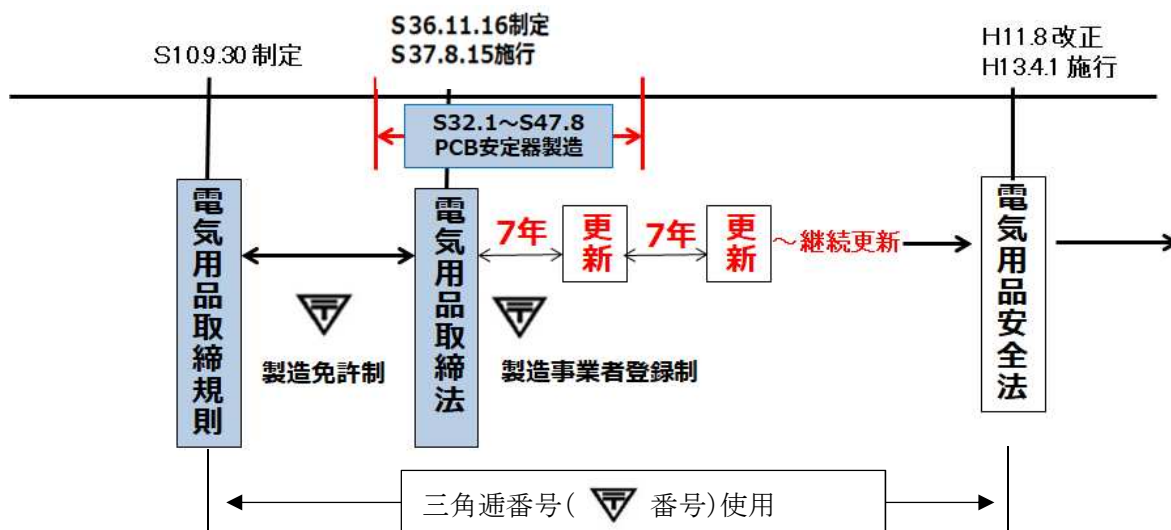 S10.9.30 制定
S36.11.16制定
S37.8.15施行
H11.8 改正
H13.4.1 施行
S32.1～S47.8
PCB安定器製造
電気用品取締規則
電気用品取締法
7年
更新
7年
更新
～継続更新
電気用品安全法
〒
製造免許制
〒
製造事業者登録制
三角逓番号( 〒 番号)使用